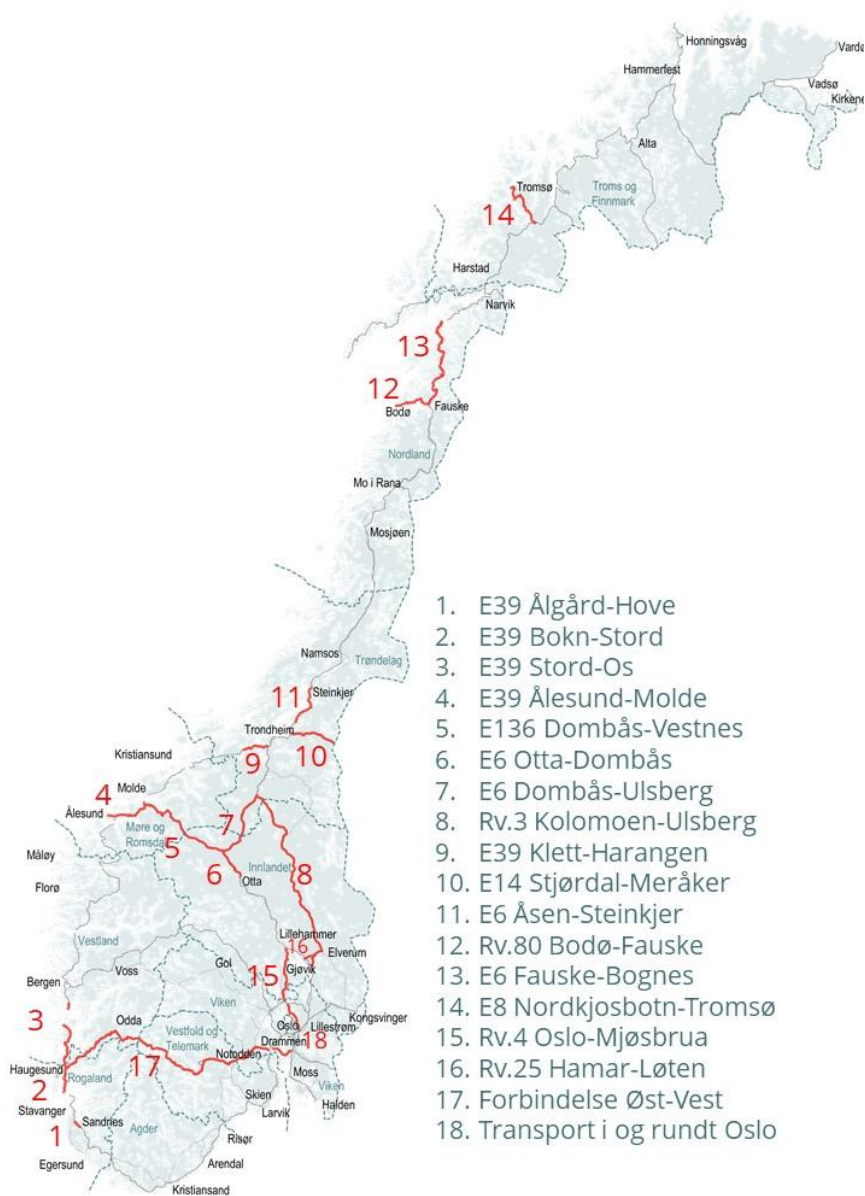 Honningsvåg
Vardø
Hammerfest
Vadsø
Kirkenes
Alta
Tromsø
Troms og
Finnmark
14
Harstad
Narvik
13
12
Bodø
Fauske
Nordland
Mo i Rana
Mosjøen
Namsos
Trøndelag
11
Steinkjer
Trondheim
10
9
Kristiansund
Molde
4
Ålesund
7
Møre og
Romsdal
5
6
Innlandet
8
Måløy
Otta
Florø
Lillehammer
16
Elverum
Vestland
Gjøvik
15
Gol
Voss
Bergen
Viken
Kongsvinger
3
Odda
Oslo
Lillestrøm
Vestfold og
Telemark
Drammen
18
Notodden
17
Haugesund
Rogaland
Moss
Viken
2
Skien
Halden
Stavanger
Larvik
1
Sandnes
Agder
Risør
Egersund
Arendal
Kristiansand
1. E39 Ålgård-Hove
2. E39 Bokn-Stord
3. E39 Stord-Os
4. E39 Ålesund-Molde
5. E136 Dombås-Vestnes
6. E6 Otta-Dombås
7. E6 Dombås-Ulsberg
8. Rv.3 Kolomoen-Ulsberg
9. E39 Klett-Harangen
10. E14 Stjørdal-Meråker
11. E6 Åsen-Steinkjer
12. Rv.80 Bodø-Fauske
13. E6 Fauske-Bognes
14. E8 Nordkjosbotn-Tromsø
15. Rv.4 Oslo-Mjøsbrua
16. Rv.25 Hamar-Løten
17. Forbindelse Øst-Vest
18. Transport i og rundt Oslo